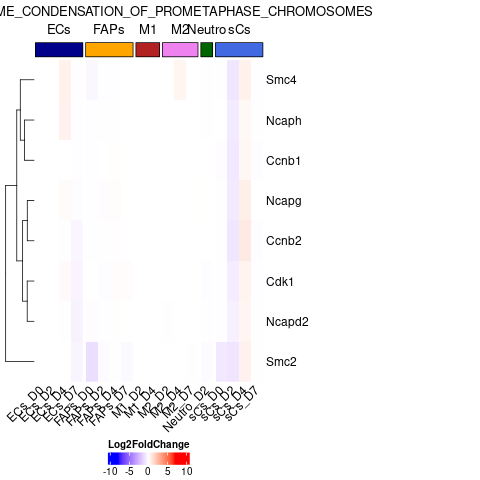 ME_CONDENSATION_OF_PROMETAPHASE_CHROMOSOMES
ECs FAPs M1 M2 Neutro sCs
Smc4
Ncaph
Ccnb1
Ncapg
Ccnb2
Cdk1
Ncapd2
Smc2
ECs_D0 ECs_D2 ECs_D4 ECs_D7 FAPs_D0 FAPs_D2 FAPs_D4 FAPs_D7 M1_D2 M1_D4 M2_D2 M2_D4 M2_D7 Neutro_D2 sCs_D0 sCs_D2 sCs_D4 sCs_D7
Log2FoldChange
-10 -5 0 5 10